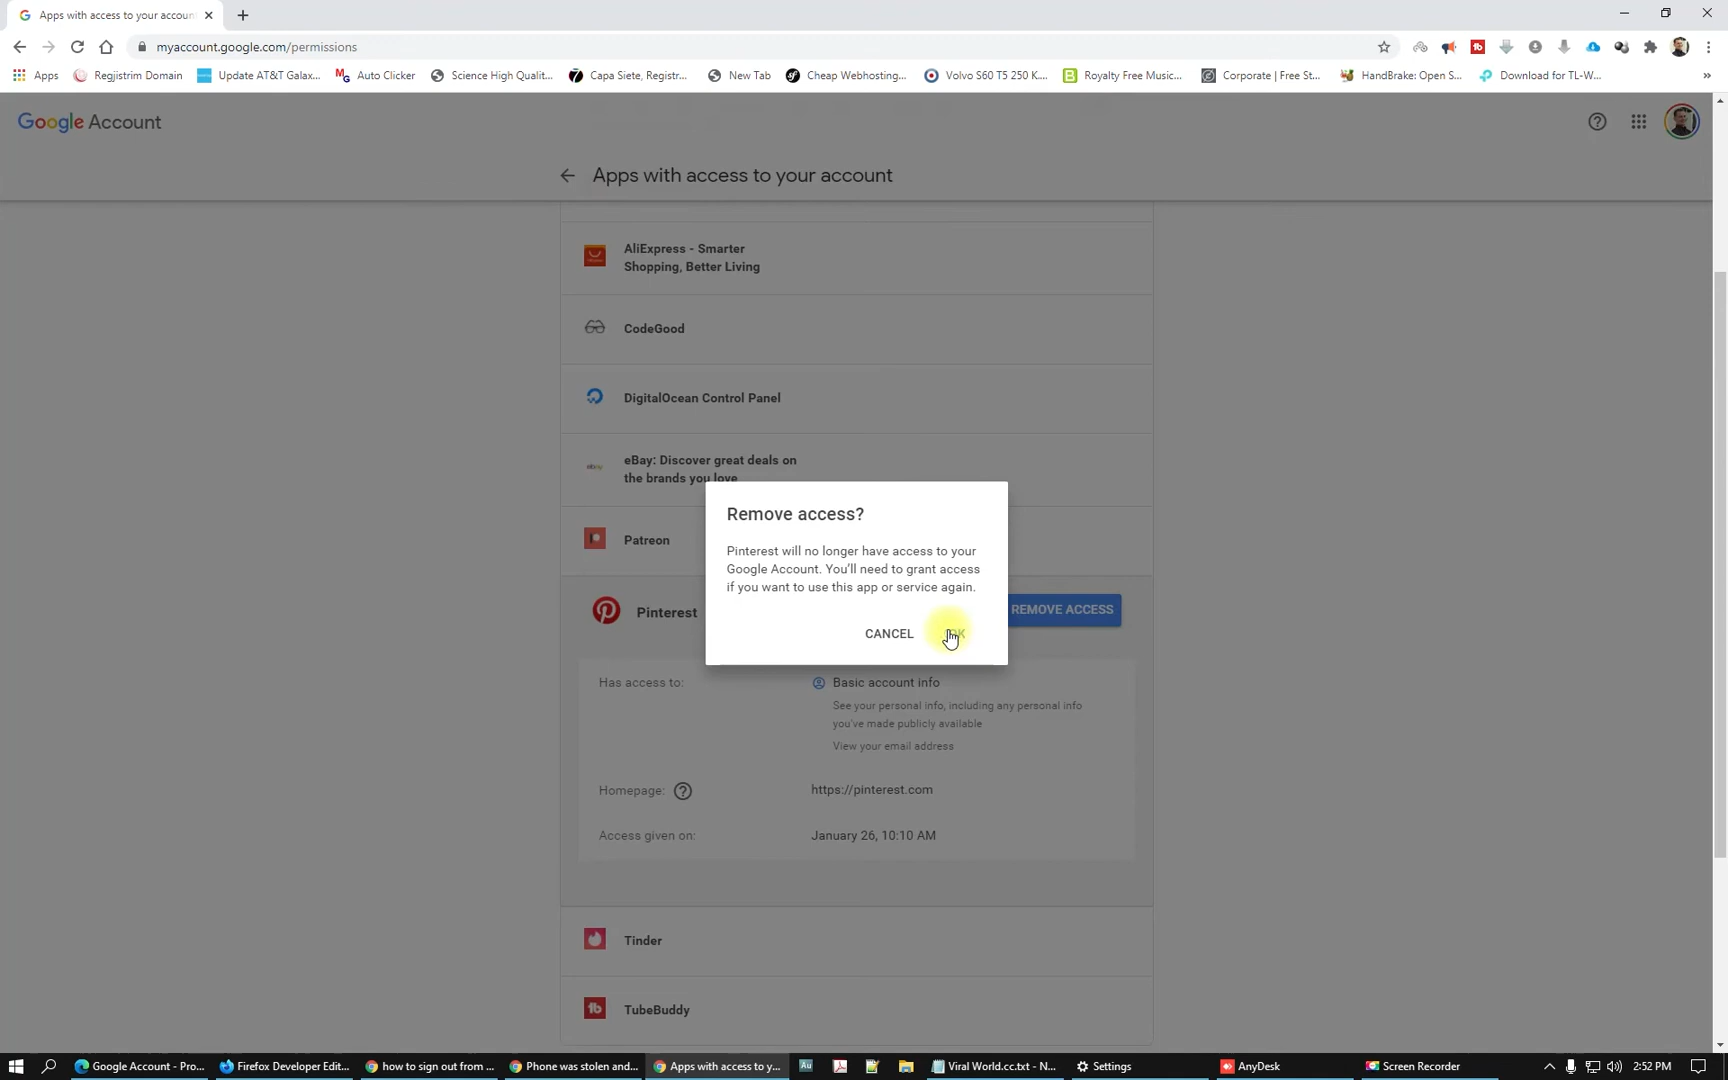 Apps with access to your accoun
myaccount.google.com/permissions
Apps
Regjistrim Domain
Update AT&T Galax...
Auto Clicker
Science High Qualit...
Capa Siete, Registr...
New Tab
Cheap Webhosting...
Volvo S60 T5 250 K...
Royalty Free Music...
Corporate | Free St...
HandBrake: Open S...
Download for TL-W...
Google Account
Apps with access to your account
AliExpress - Smarter
Shopping, Better Living
CodeGood
DigitalOcean Control Panel
eBay: Discover great deals on
the brands you love
Patreon
Pinterest
REMOVE ACCESS
Remove access?
Pinterest will no longer have access to your
Google Account. You'll need to grant access
if you want to use this app or service again.
CANCEL
Has access to:
Basic account info
See your personal info, including any personal info
you've made publicly available
View your email address
Homepage:
https://pinterest.com
Access given on:
January 26, 10:10 AM
Tinder
TubeBuddy
Google Account - Pro...
Firefox Developer Edit...
how to sign out from ...
Phone was stolen and...
Apps with access to y...
Viral World.cc.txt - N...
Settings
AnyDesk
Screen Recorder
2:52 PM